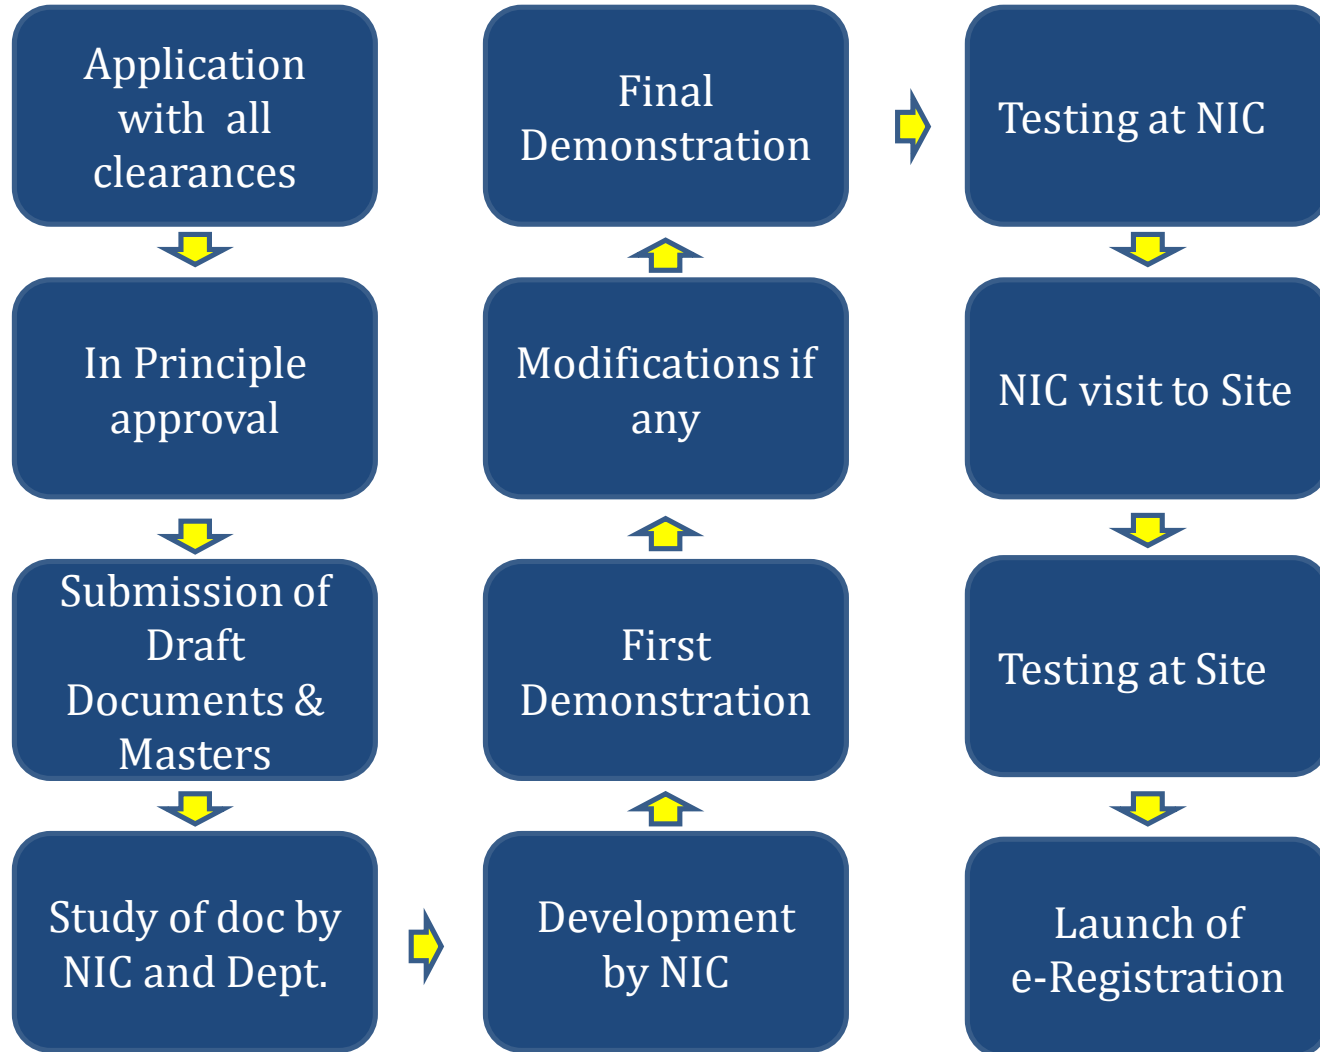 Application
with all
clearances
In Principle
approval
Submission of
Draft
Documents &
Masters
Study of doc by
NIC and Dept.
Development
by NIC
First
Demonstration
Modifications if
any
Final
Demonstration
Testing at NIC
NIC visit to Site
Testing at Site
Launch of
e-Registration